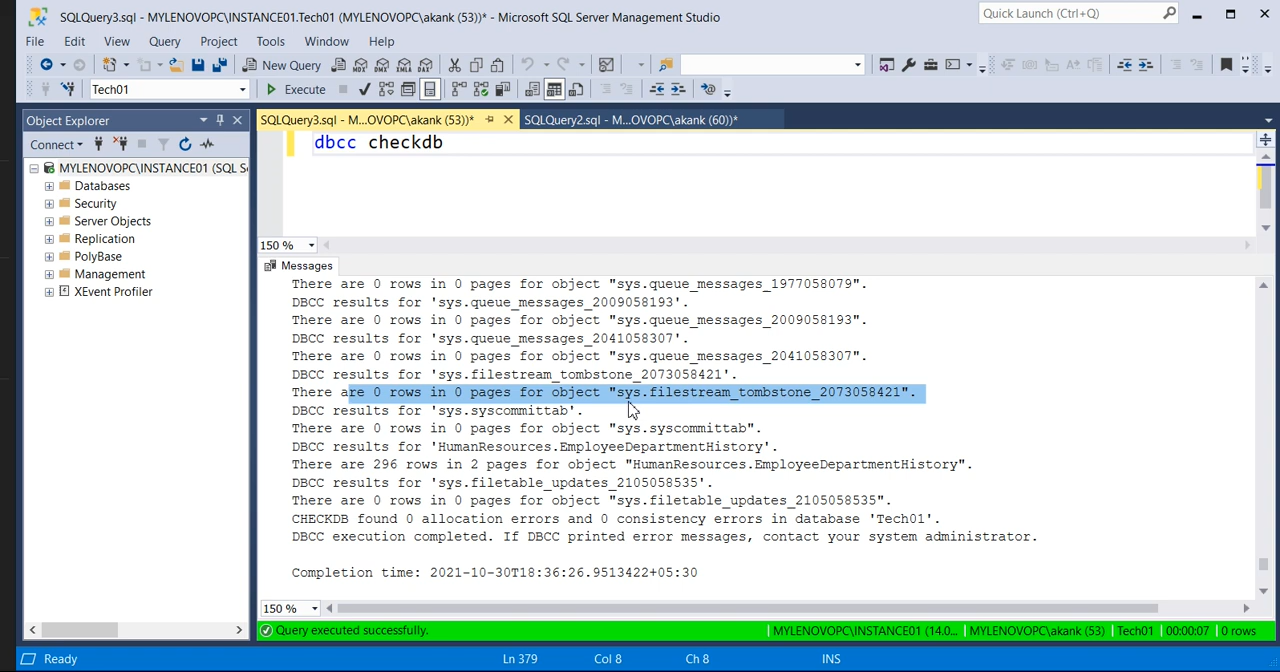 SQLQuery3.sql - MYLENOVOPC\INSTANCE01.Tech01 (MYLENOVOPC\akank (53))* - Microsoft SQL Server Management Studio
Quick Launch (Ctrl+Q)
File Edit View Query Project Tools Window Help
New Query MDX DMX XMLA DAX
Tech01 Execute
Object Explorer
SQLQuery3.sql - M...OVOPC\akank (53))* SQLQuery2.sql - M...OVOPC\akank (60))*
Connect
dbcc checkdb
MYLENOVOPC\INSTANCE01 (SQL S
Databases
Security
Server Objects
Replication
PolyBase
Management
XEvent Profiler
150 %
Messages
There are 0 rows in 0 pages for object "sys.queue_messages_1977058079".
DBCC results for 'sys.queue_messages_2009058193'.
There are 0 rows in 0 pages for object "sys.queue_messages_2009058193".
DBCC results for 'sys.queue_messages_2041058307'.
There are 0 rows in 0 pages for object "sys.queue_messages_2041058307".
DBCC results for 'sys.filestream_tombstone_2073058421'.
There are 0 rows in 0 pages for object "sys.filestream_tombstone_2073058421".
DBCC results for 'sys.syscommittab'.
There are 0 rows in 0 pages for object "sys.syscommittab".
DBCC results for 'HumanResources.EmployeeDepartmentHistory'.
There are 296 rows in 2 pages for object "HumanResources.EmployeeDepartmentHistory".
DBCC results for 'sys.filetable_updates_2105058535'.
There are 0 rows in 0 pages for object "sys.filetable_updates_2105058535".
CHECKDB found 0 allocation errors and 0 consistency errors in database 'Tech01'.
DBCC execution completed. If DBCC printed error messages, contact your system administrator.
Completion time: 2021-10-30T18:36:26.9513422+05:30
150 %
Query executed successfully. MYLENOVOPC\INSTANCE01 (14.0... MYLENOVOPC\akank (53) Tech01 00:00:07 0 rows
Ready Ln 379 Col 8 Ch 8 INS